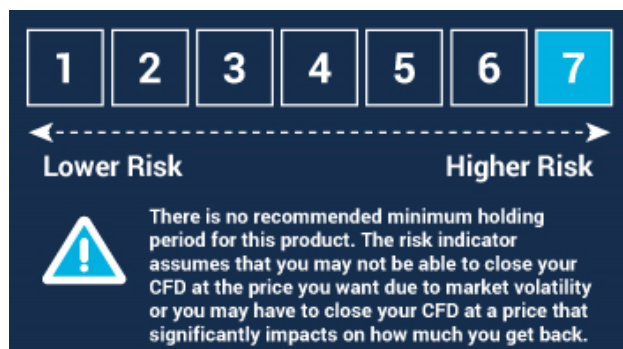 1 2 3 4 5 6 7
Lower Risk Higher Risk
There is no recommended minimum holding
period for this product. The risk indicator
assumes that you may not be able to close your
CFD at the price you want due to market volatility
or you may have to close your CFD at a price that
significantly impacts on how much you get back.